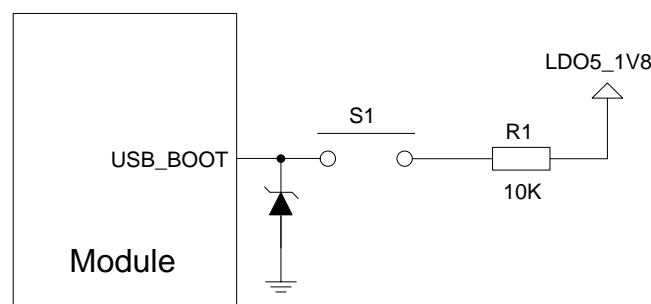 LDO5_1V8
S1
R1
USB_BOOT
10K
Module